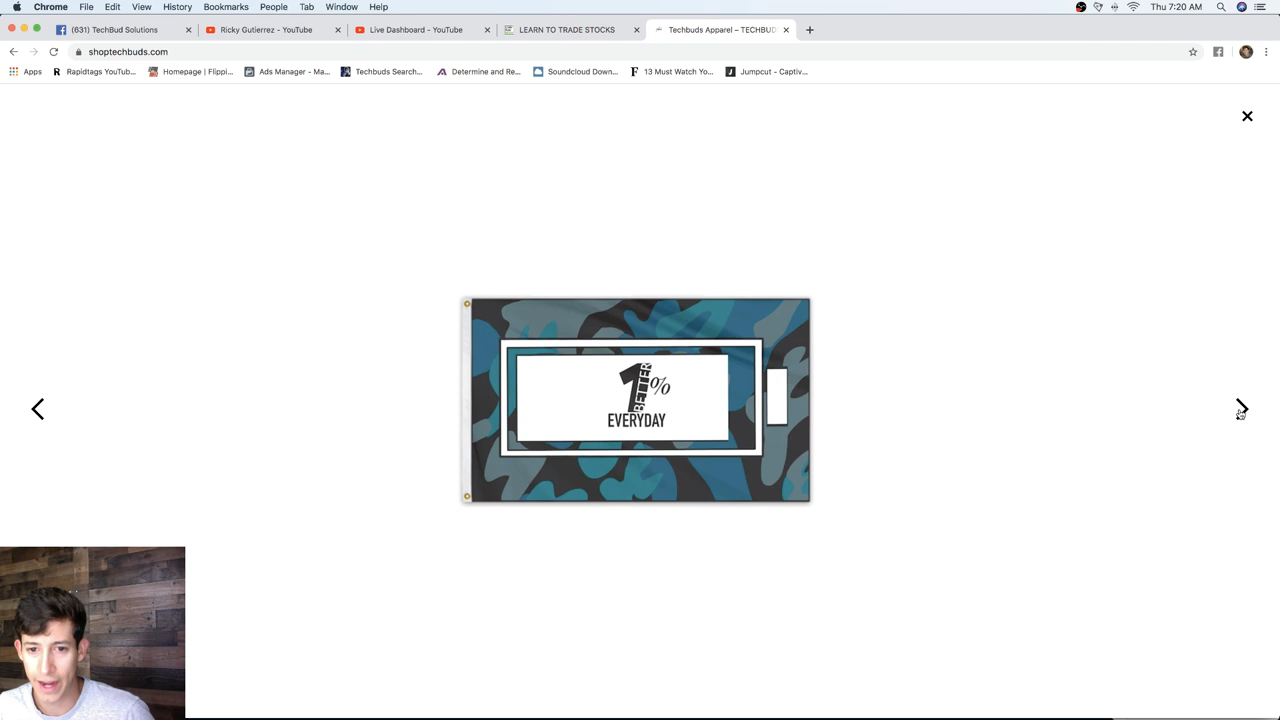 Chrome File Edit View History Bookmarks People Tab Window Help Thu 7:20 AM
(631) TechBud Solutions Ricky Gutierrez - YouTube Live Dashboard - YouTube LEARN TO TRADE STOCKS Techbuds Apparel – TECHBUD
shoptechbuds.com
Apps Rapidtags YouTub... Homepage | Flippi... Ads Manager - Ma... Techbuds Search... Determine and Re... Soundcloud Down... 13 Must Watch Yo... Jumpcut - Captiv...
1 BETTER %
EVERYDAY